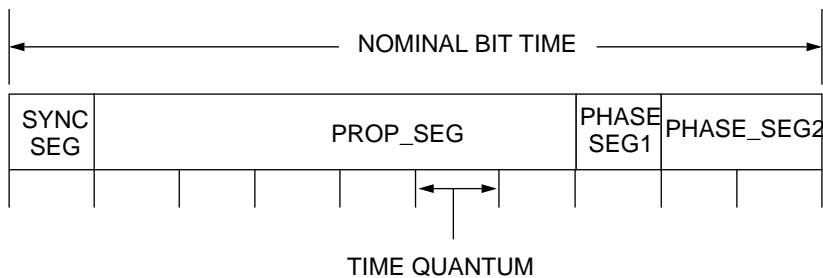 NOMINAL BIT TIME
SYNC
SEG
PROP_SEG
PHASE
SEG1
PHASE_SEG2
TIME QUANTUM